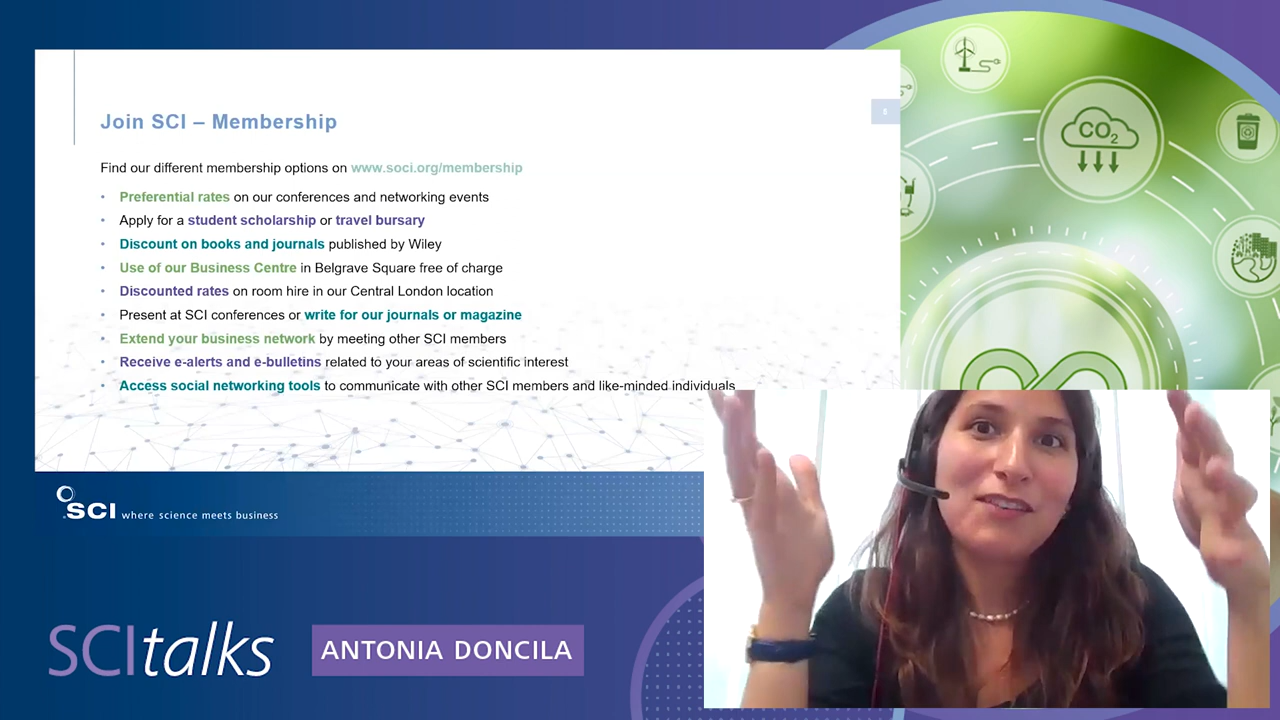 Join SCI – Membership
Find our different membership options on www.soci.org/membership
• Preferential rates on our conferences and networking events
• Apply for a student scholarship or travel bursary
• Discount on books and journals published by Wiley
• Use of our Business Centre in Belgrave Square free of charge
• Discounted rates on room hire in our Central London location
• Present at SCI conferences or write for our journals or magazine
• Extend your business network by meeting other SCI members
• Receive e-alerts and e-bulletins related to your areas of scientific interest
• Access social networking tools to communicate with other SCI members and like-minded individuals
CO2
SCI where science meets business
SCItalks
ANTONIA DONCILA